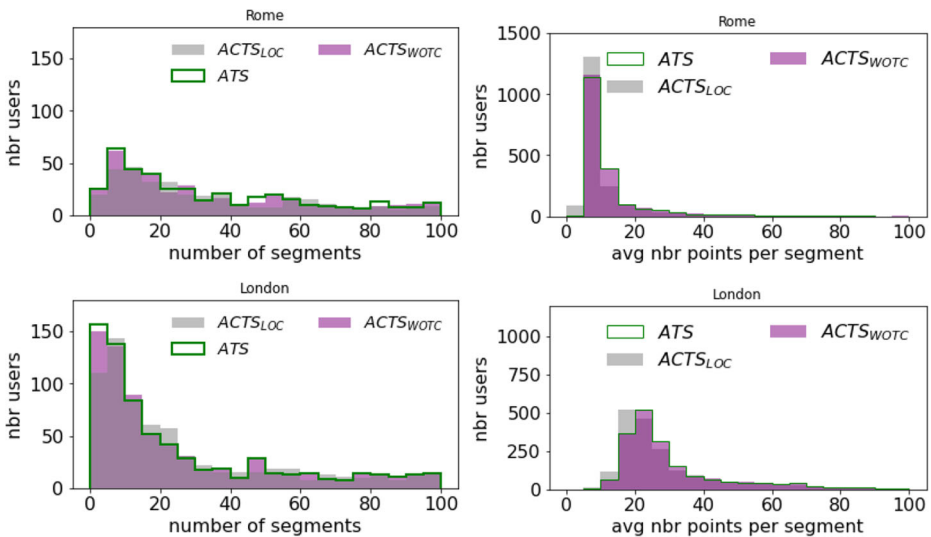 Rome
nbr users
150
100
50
0
ACTS_LOC
ACTS_WOTC
ATS
0 20 40 60 80 100
number of segments
Rome
nbr users
1500
1000
500
0
ATS
ACTS_WOTC
ACTS_LOC
0 20 40 60 80 100
avg nbr points per segment
London
nbr users
150
100
50
0
ACTS_LOC
ACTS_WOTC
ATS
0 20 40 60 80 100
number of segments
London
nbr users
1000
750
500
250
0
ATS
ACTS_WOTC
ACTS_LOC
0 20 40 60 80 100
avg nbr points per segment